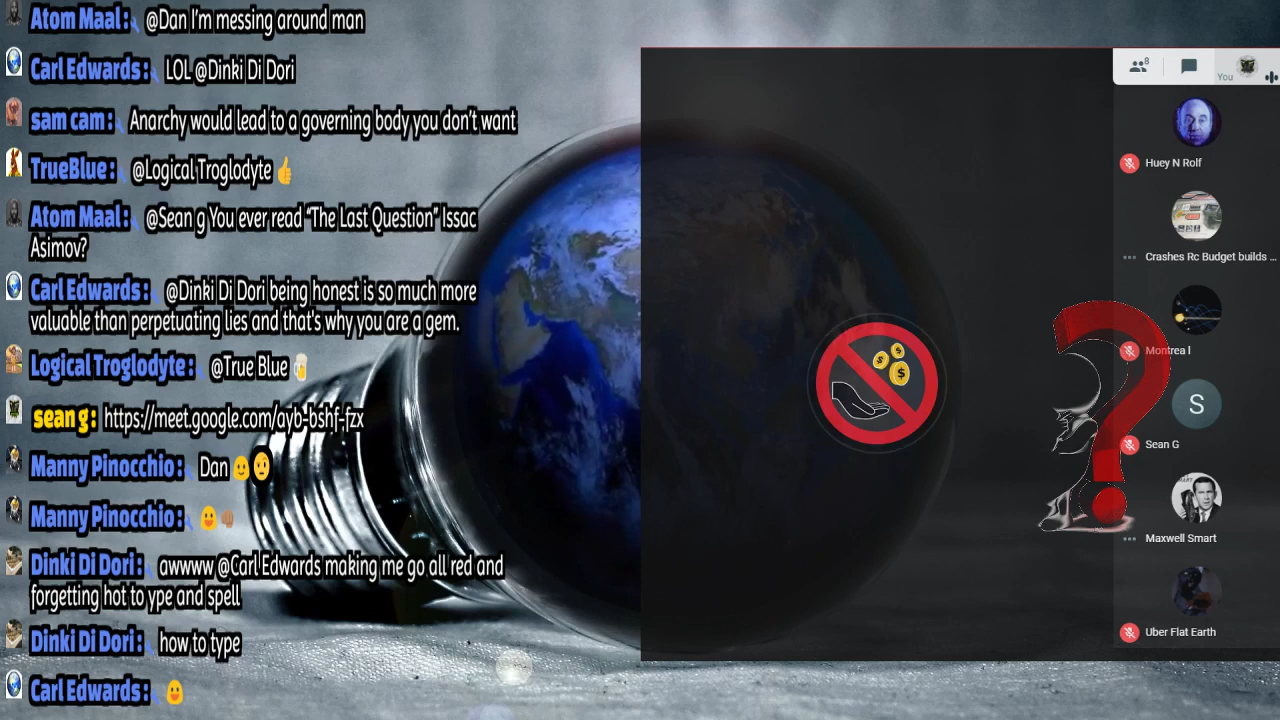 Atom Maal: @Dan I'm messing around man
Carl Edwards: LOL @Dinki Di Dori
sam cam: Anarchy would lead to a governing body you don't want
TrueBlue: @Logical Troglodyte 👍
Atom Maal: @Sean g You ever read “The Last Question” Issac
Asimov?
Carl Edwards: @Dinki Di Dori being honest is so much more
valuable than perpetuating lies and that's why you are a gem.
Logical Troglodyte: @True Blue 🍺
sean g: https://meet.google.com/ayb-bshf-fzx
Manny Pinocchio: Dan
Manny Pinocchio:
Dinki Di Dori: awwww @Carl Edwards making me go all red and
forgetting hot to ype and spell
Dinki Di Dori: how to type
Carl Edwards:
8
You
Huey N Rolf
Crashes Rc Budget builds ...
Montrea l
S
Sean G
Maxwell Smart
Uber Flat Earth
$
$
$
?